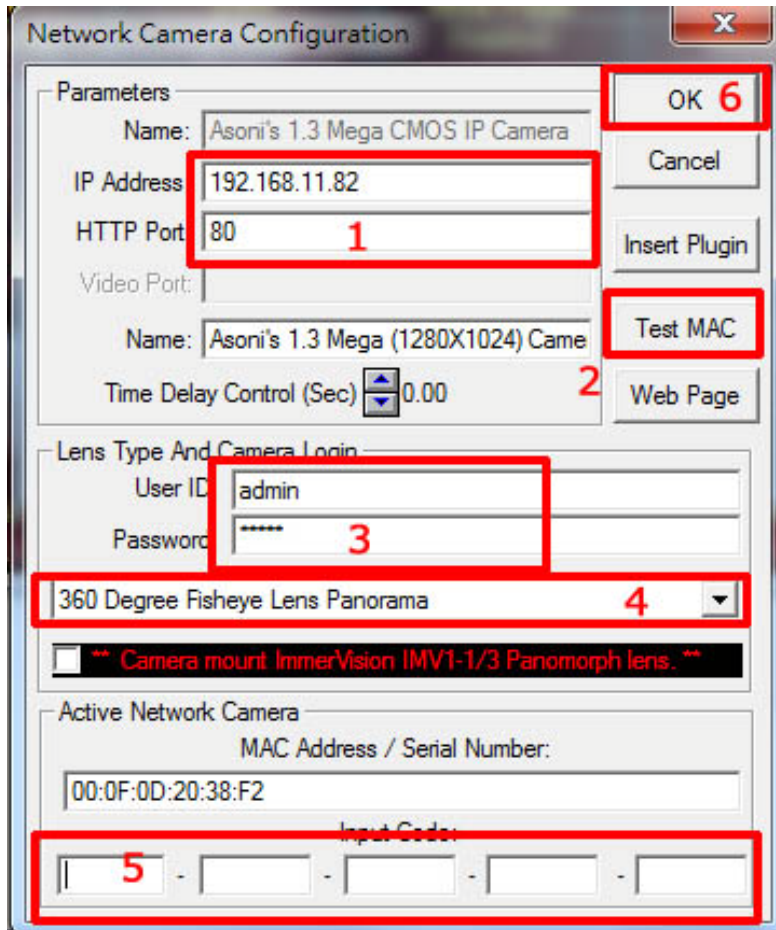 Network Camera Configuration
Parameters
Name: Asoni's 1.3 Mega CMOS IP Camera
IP Address 192.168.11.82
HTTP Port 80
1
Video Port:
Name: Asoni's 1.3 Mega (1280X1024) Came
Time Delay Control (Sec) 0.00
OK 6
Cancel
Insert Plugin
Test MAC
2
Web Page
Lens Type And Camera Login
User ID admin
Password *****
3
360 Degree Fisheye Lens Panorama 4
** Camera mount ImmerVision IMV1-1/3 Panomorph lens. **
Active Network Camera
MAC Address / Serial Number:
00:0F:0D:20:38:F2
Input Code:
5 - - - -